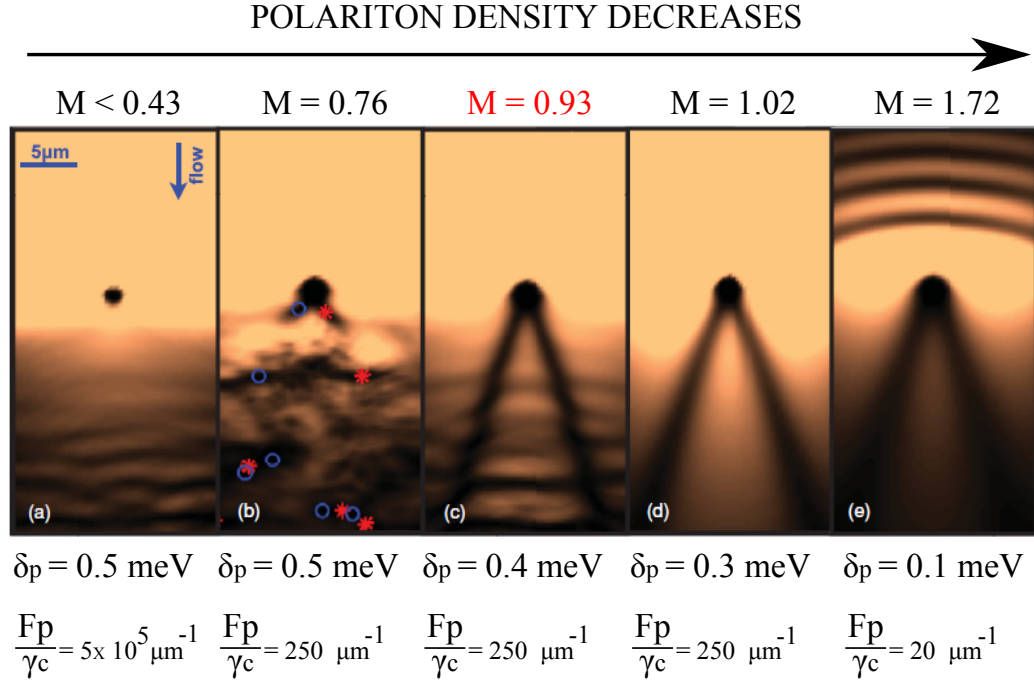 POLARITON DENSITY DECREASES
M < 0.43 M = 0.76 M = 0.93 M = 1.02 M = 1.72
5µm
flow
(a) (b) (c) (d) (e)
δp = 0.5 meV δp = 0.5 meV δp = 0.4 meV δp = 0.3 meV δp = 0.1 meV
Fp/γc = 5x 10⁵ µm⁻¹ Fp/γc = 250 µm⁻¹ Fp/γc = 250 µm⁻¹ Fp/γc = 250 µm⁻¹ Fp/γc = 20 µm⁻¹